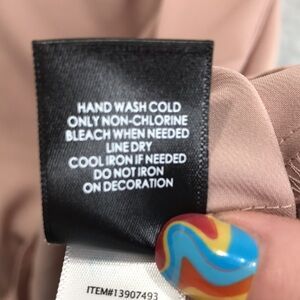 HAND WASH COLD
ONLY NON-CHLORINE
BLEACH WHEN NEEDED
LINE DRY
COOL IRON IF NEEDED
DO NOT IRON
ON DECORATION
ITEM#13907493